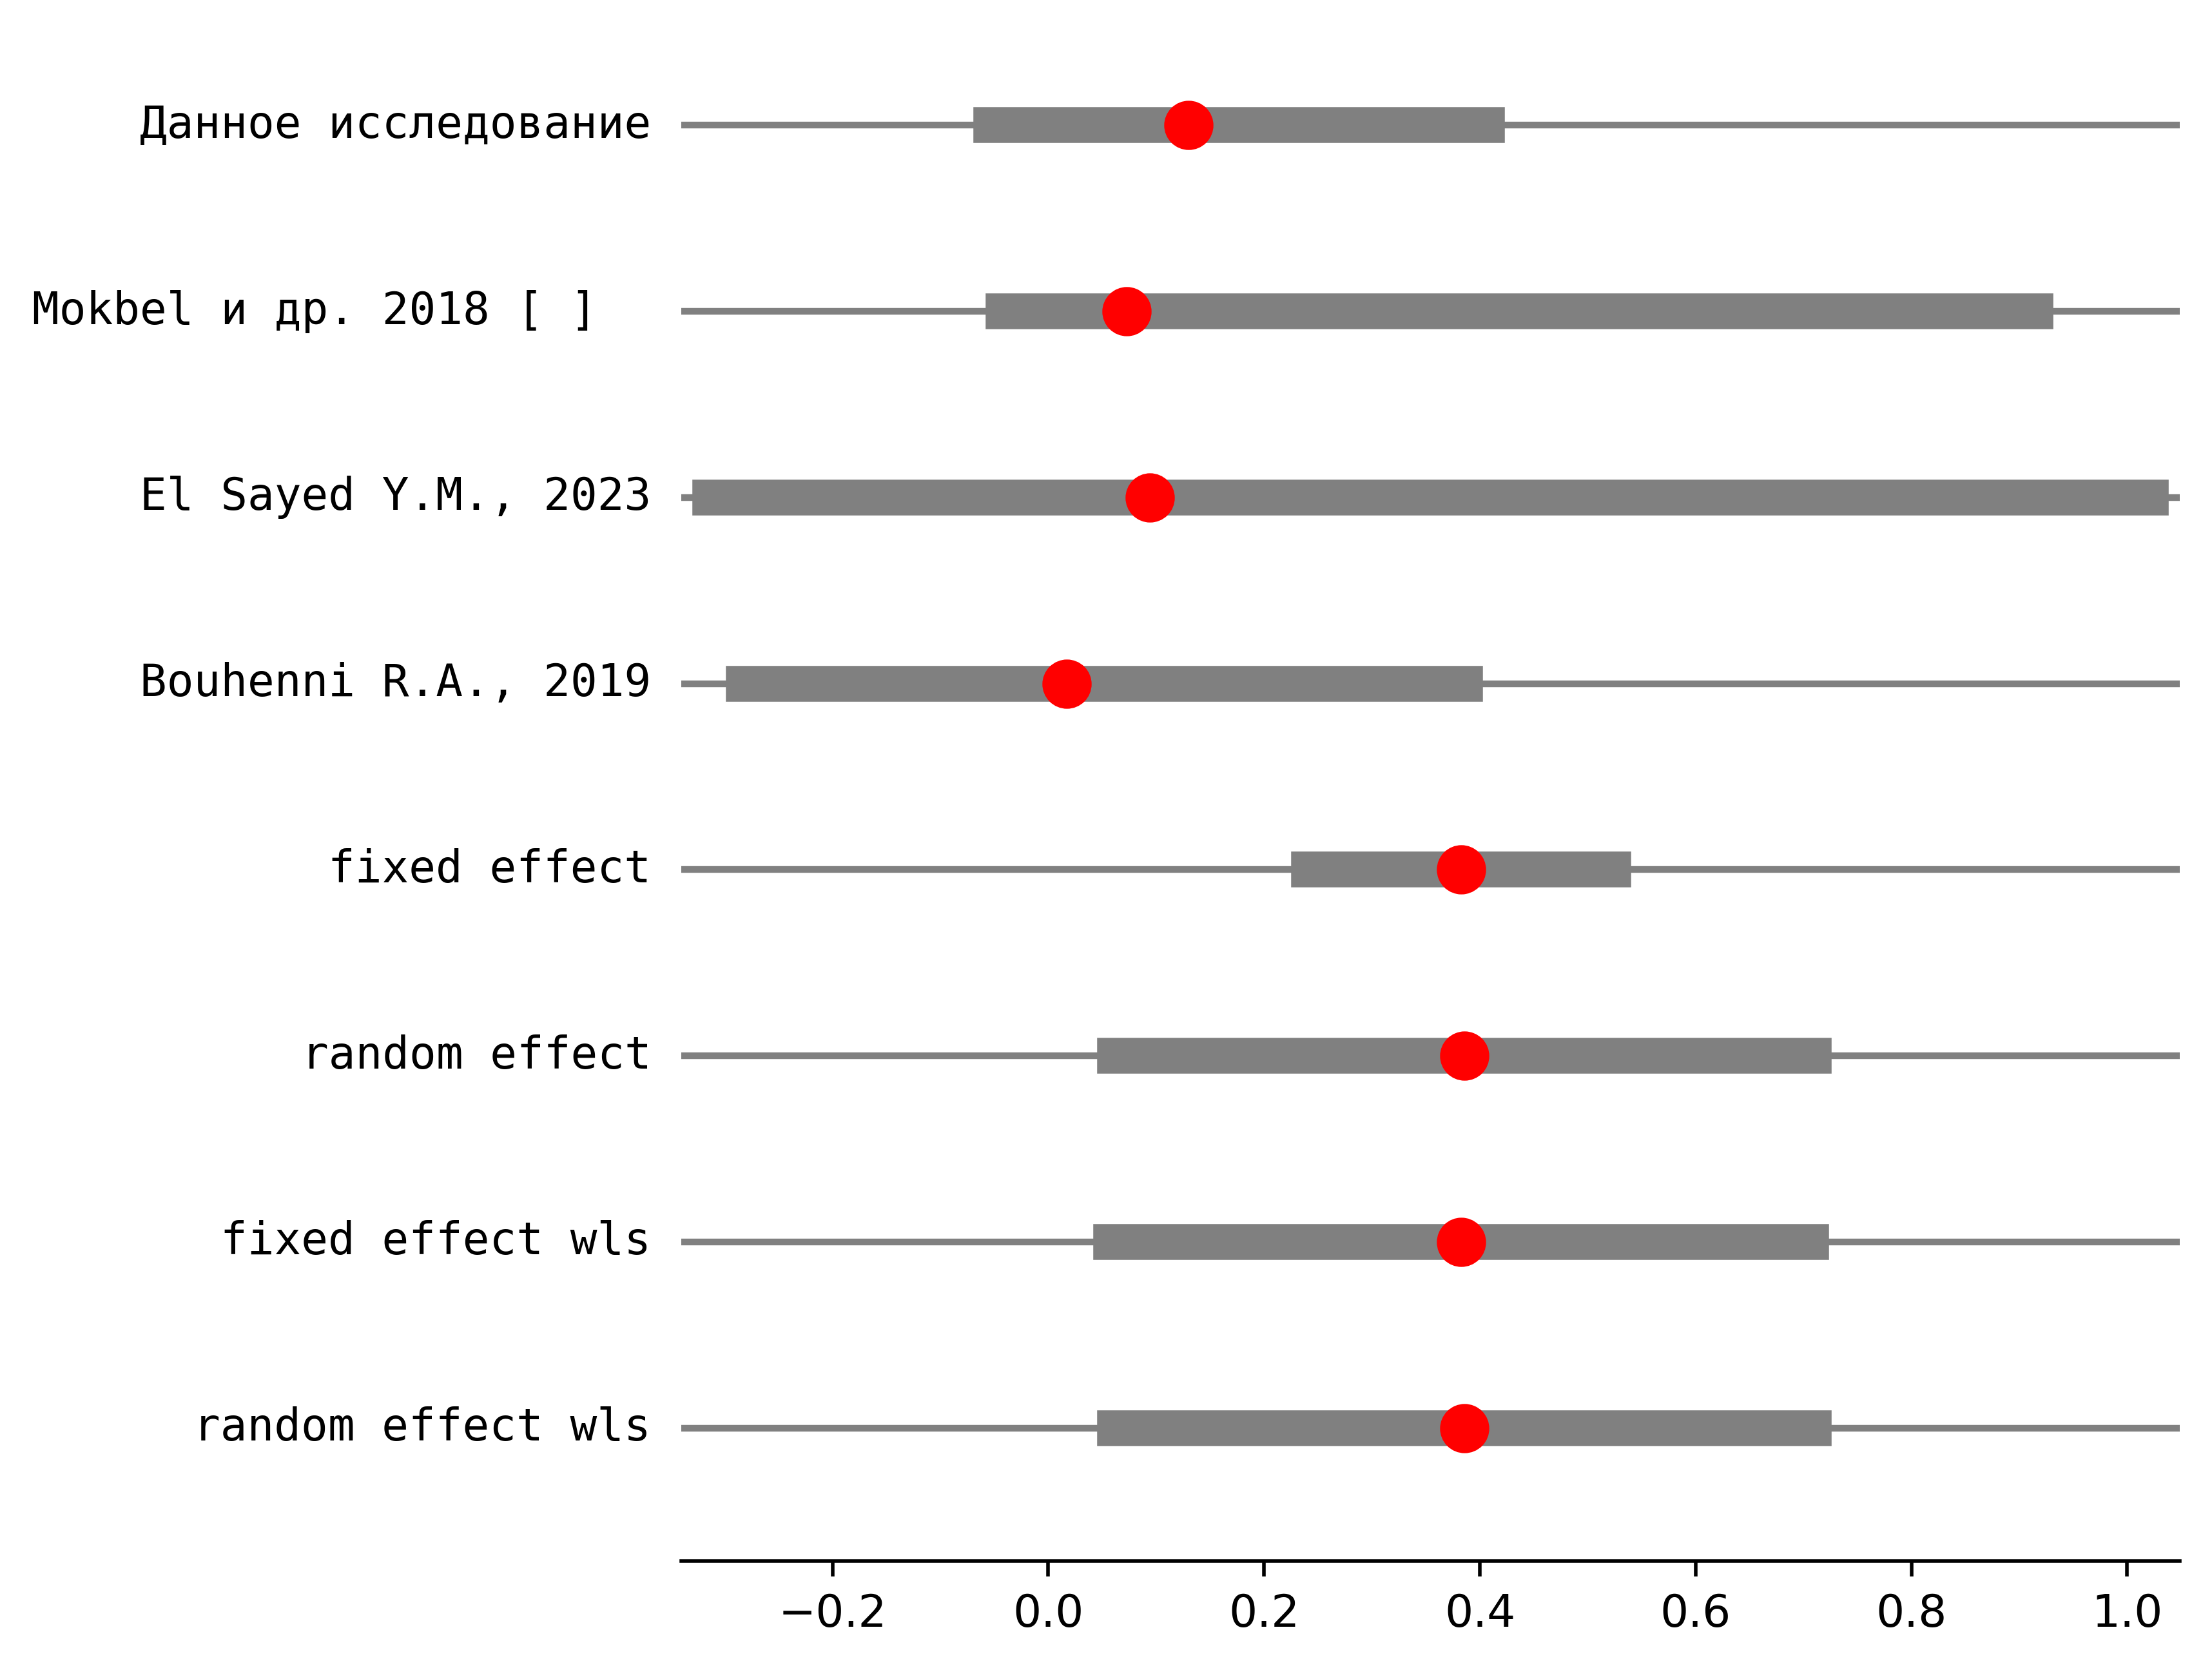 Данное исследование
Mokbel и др. 2018 [ ]
El Sayed Y.M., 2023
Bouhenni R.A., 2019
fixed effect
random effect
fixed effect wls
random effect wls
−0.2 0.0 0.2 0.4 0.6 0.8 1.0